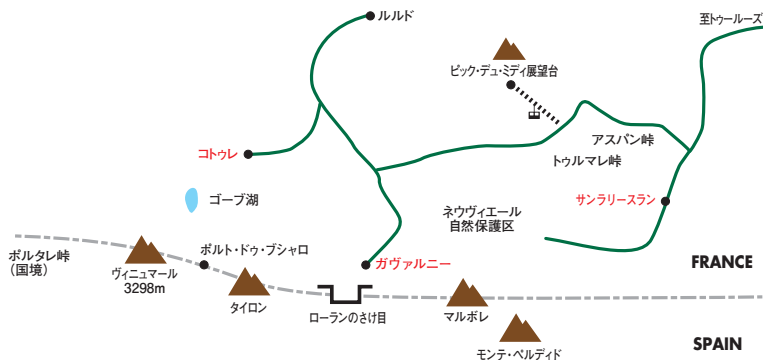 ルルド
至トゥールーズ
ピック・デュ・ミディ展望台
アスパン峠
トゥルマレ峠
コトゥレ
ゴーブ湖
サンラリースラン
ネウヴィエール
自然保護区
ポルタレ峠
(国境)
ポルト・ドゥ・ブシャロ
ガヴァルニー
FRANCE
ヴィニュマール
3298m
タイロン
ローランのさけ目
マルボレ
SPAIN
モンテ・ペルディド